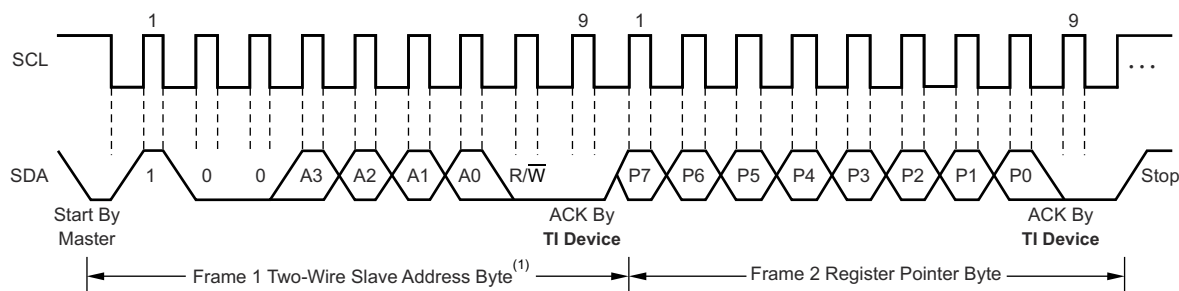 1 9 1 9
SCL
. . .
SDA 1 0 0 A3 A2 A1 A0 R/W̅ P7 P6 P5 P4 P3 P2 P1 P0 Stop
Start By ACK By ACK By
Master TI Device TI Device
Frame 1 Two-Wire Slave Address Byte(1) Frame 2 Register Pointer Byte